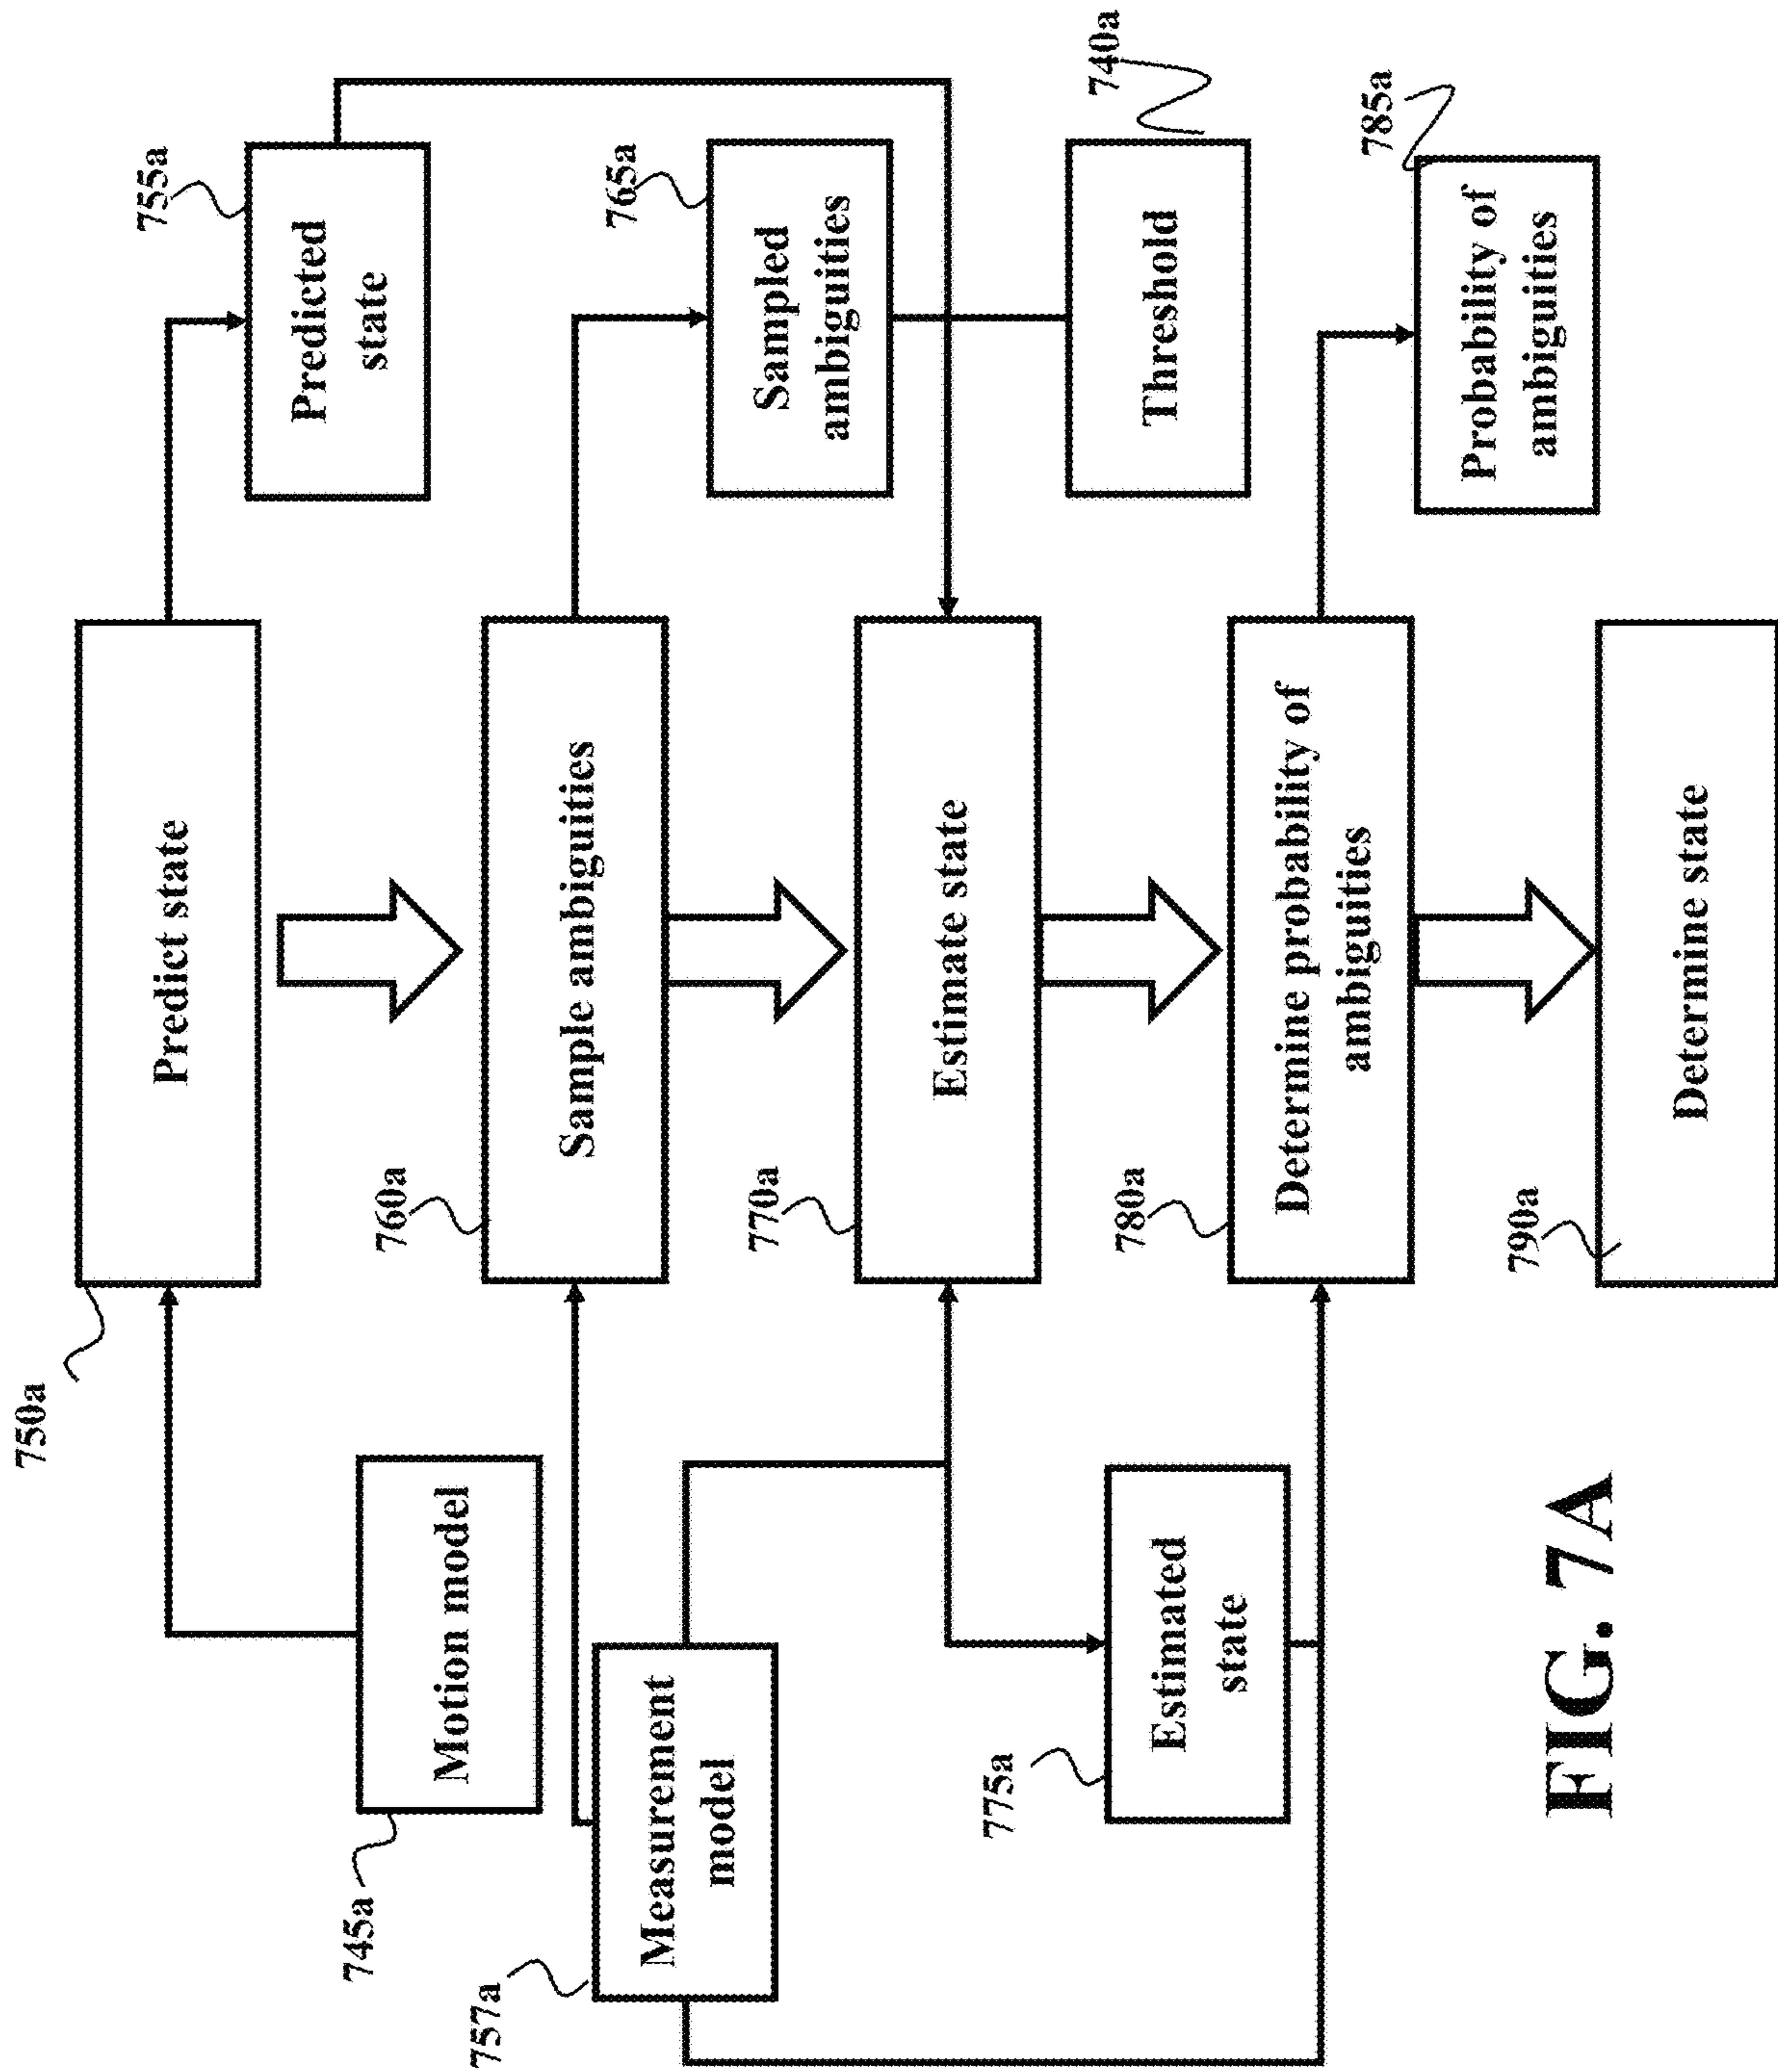 750a
Predict state
755a
Predicted
state
745a
Motion model
760a
Sample ambiguities
765a
Sampled
ambiguities
757a
Measurement
model
770a
Estimate state
740a
Threshold
775a
Estimated
state
780a
Determine probability of
ambiguities
785a
Probability of
ambiguities
790a
Determine state
FIG. 7A